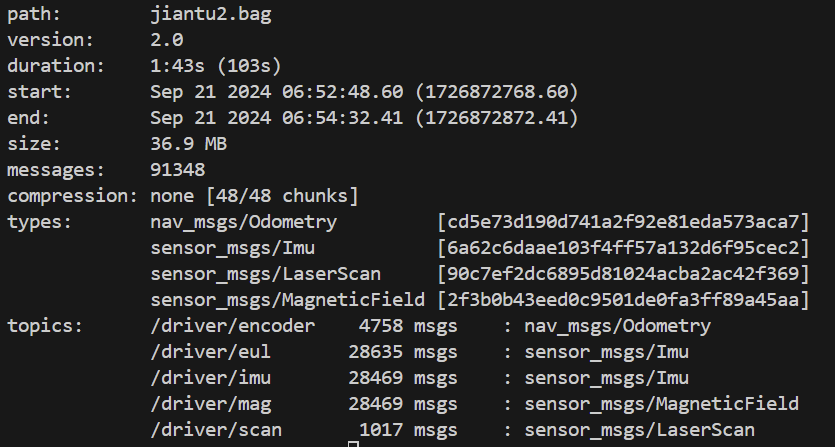 path: jiantu2.bag
version: 2.0
duration: 1:43s (103s)
start: Sep 21 2024 06:52:48.60 (1726872768.60)
end: Sep 21 2024 06:54:32.41 (1726872872.41)
size: 36.9 MB
messages: 91348
compression: none [48/48 chunks]
types: nav_msgs/Odometry [cd5e73d190d741a2f92e81eda573aca7]
sensor_msgs/Imu [6a62c6daae103f4ff57a132d6f95cec2]
sensor_msgs/LaserScan [90c7ef2dc6895d81024acba2ac42f369]
sensor_msgs/MagneticField [2f3b0b43eed0c9501de0fa3ff89a45aa]
topics: /driver/encoder 4758 msgs : nav_msgs/Odometry
/driver/eul 28635 msgs : sensor_msgs/Imu
/driver/imu 28469 msgs : sensor_msgs/Imu
/driver/mag 28469 msgs : sensor_msgs/MagneticField
/driver/scan 1017 msgs : sensor_msgs/LaserScan